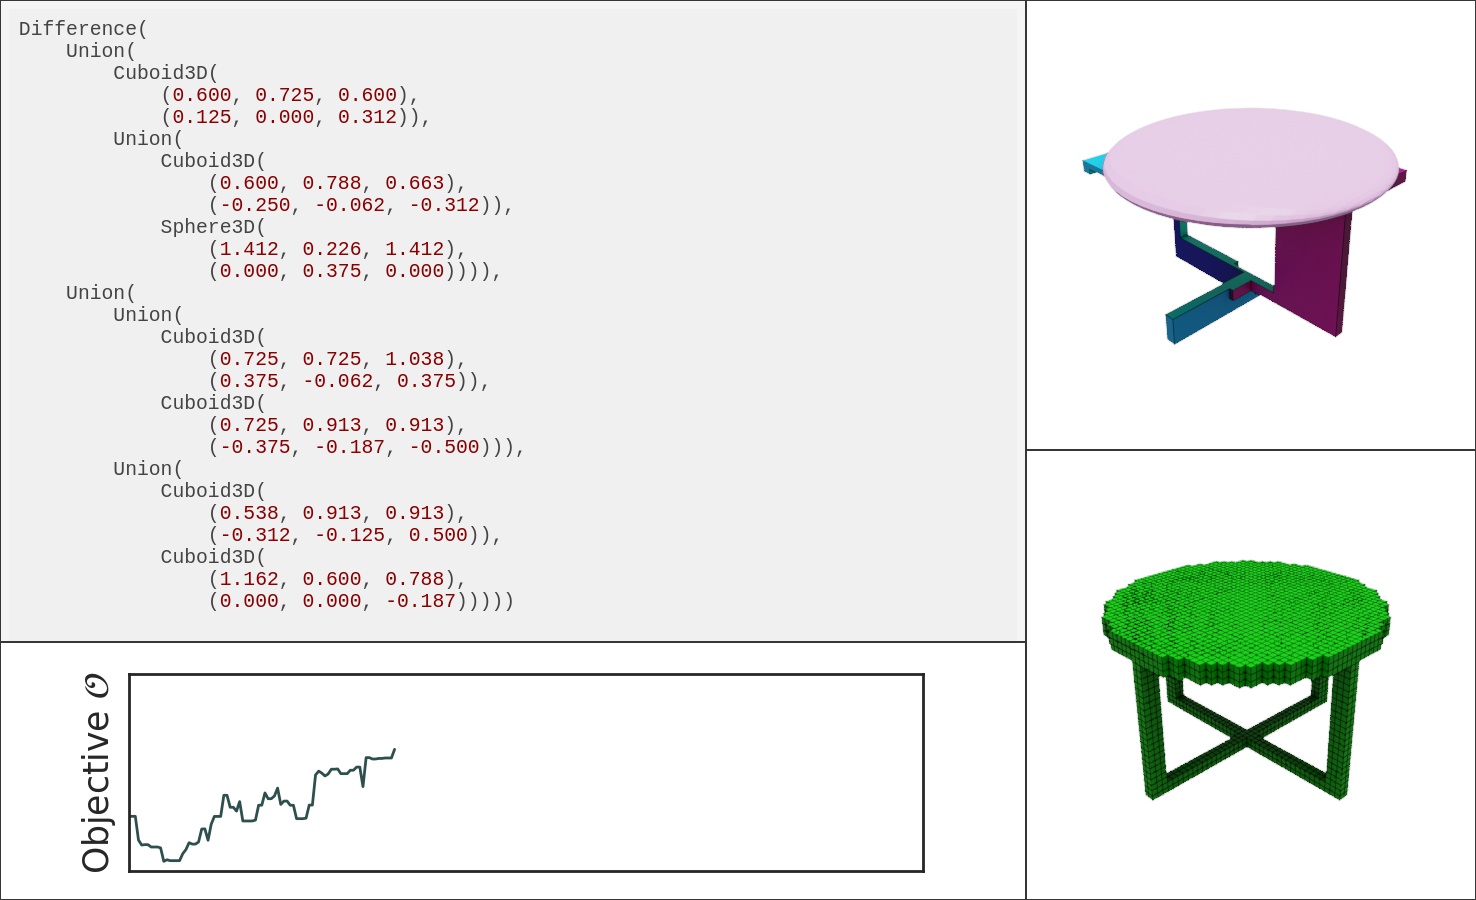 Difference(
    Union(
        Cuboid3D(
            (0.600, 0.725, 0.600),
            (0.125, 0.000, 0.312)),
        Union(
            Cuboid3D(
                (0.600, 0.788, 0.663),
                (-0.250, -0.062, -0.312)),
            Sphere3D(
                (1.412, 0.226, 1.412),
                (0.000, 0.375, 0.000)))),
    Union(
        Union(
            Cuboid3D(
                (0.725, 0.725, 1.038),
                (0.375, -0.062, 0.375)),
            Cuboid3D(
                (0.725, 0.913, 0.913),
                (-0.375, -0.187, -0.500))),
        Union(
            Cuboid3D(
                (0.538, 0.913, 0.913),
                (-0.312, -0.125, 0.500)),
            Cuboid3D(
                (1.162, 0.600, 0.788),
                (0.000, 0.000, -0.187)))))
Objective 𝒪